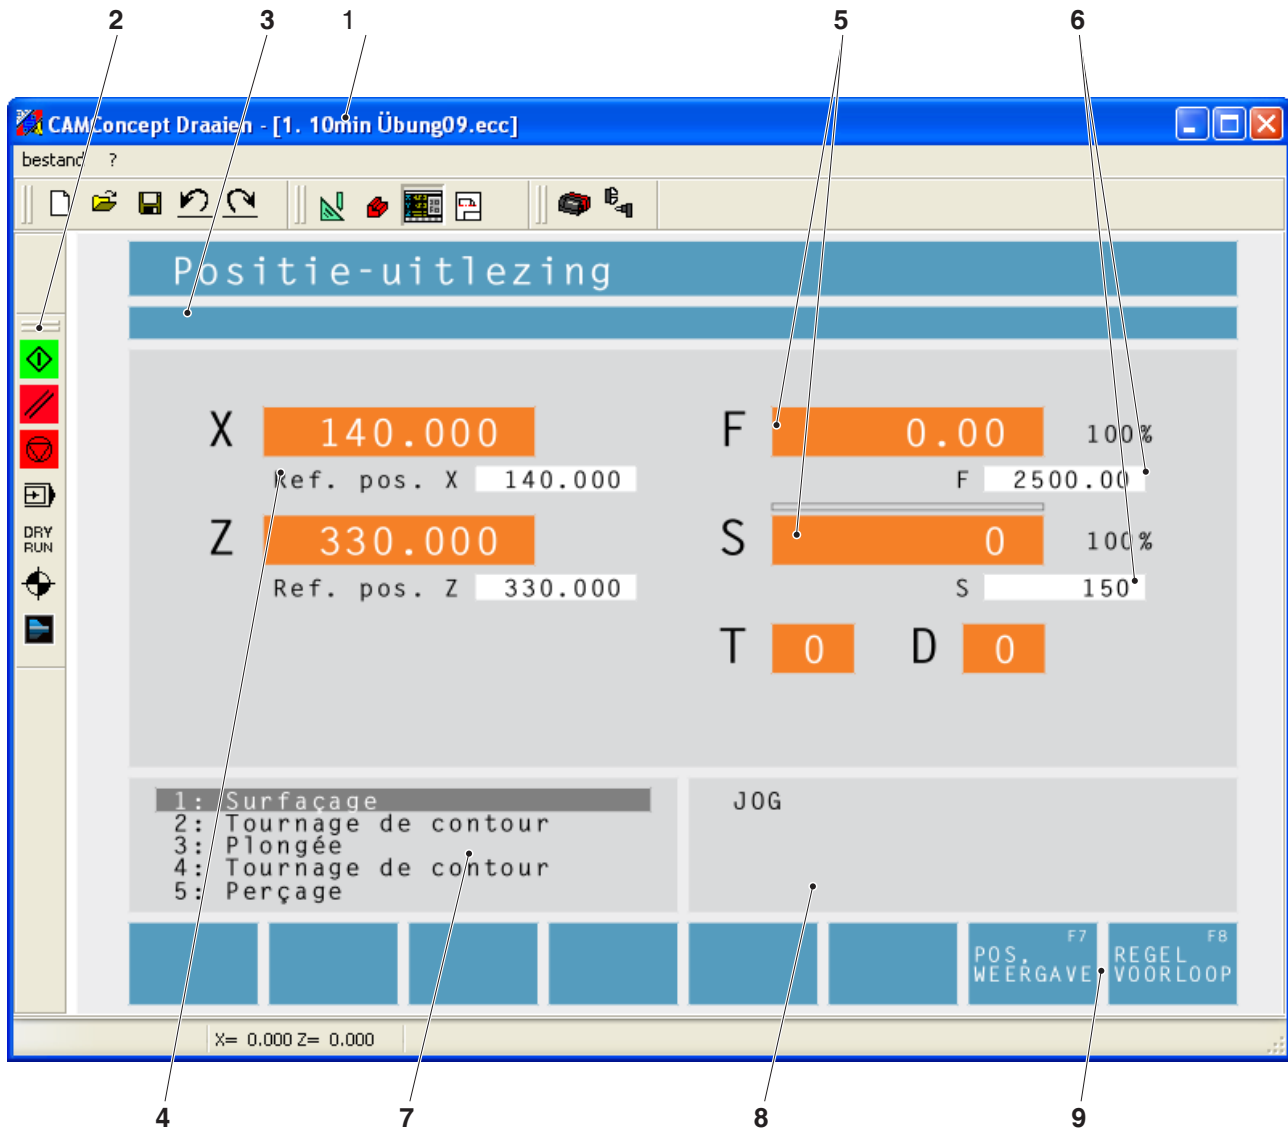 2 3 1 5 6
CAMConcept Draaien - [1. 10min Übung09.ecc]
bestand ?
Positie-uitlezing
DRY
RUN
X 140.000 F 0.00 100%
Ref. pos. X 140.000 F 2500.00
Z 330.000 S 0 100%
Ref. pos. Z 330.000 S 150
T 0 D 0
1: Surfaçage
2: Tournage de contour
3: Plongée
4: Tournage de contour
5: Perçage
JOG
F7
POS.
WEERGAVE
F8
REGEL
VOORLOOP
X= 0.000 Z= 0.000
4 7 8 9